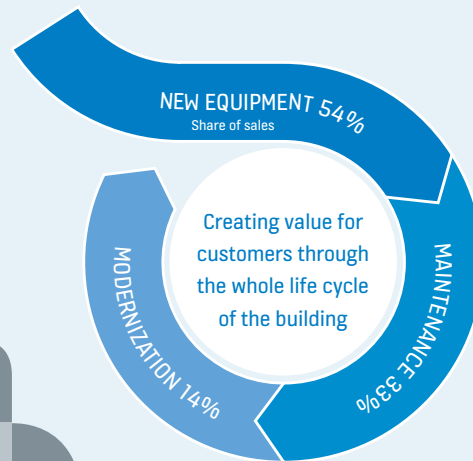 NEW EQUIPMENT 54%
Share of sales
Creating value for
customers through
the whole life cycle
of the building
MAINTENANCE 33%
MODERNIZATION 14%